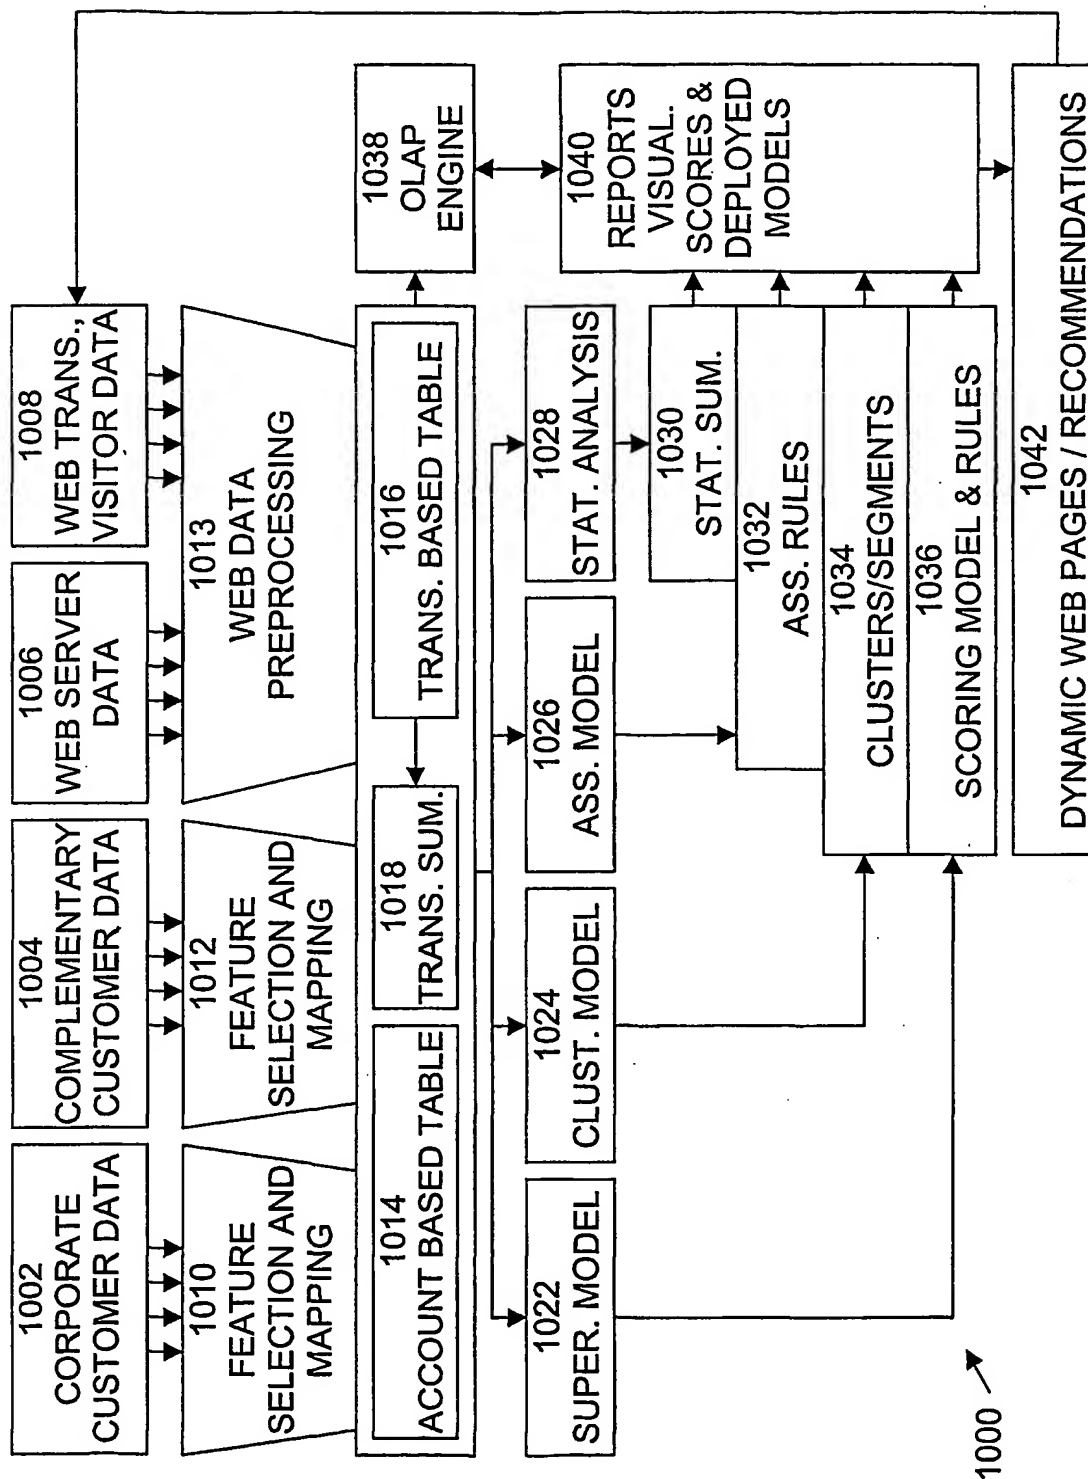 1002
CORPORATE
CUSTOMER DATA
1004
COMPLEMENTARY
CUSTOMER DATA
1006
WEB SERVER
DATA
1008
WEB TRANS.,
VISITOR DATA
1010
FEATURE
SELECTION AND
MAPPING
1012
FEATURE
SELECTION AND
MAPPING
1013
WEB DATA
PREPROCESSING
1014
ACCOUNT BASED TABLE
1018
TRANS. SUM.
1016
TRANS. BASED TABLE
1038
OLAP
ENGINE
1022
SUPER. MODEL
1024
CLUST. MODEL
1026
ASS. MODEL
1028
STAT. ANALYSIS
1030
STAT. SUM.
1032
ASS. RULES
1034
CLUSTERS/SEGMENTS
1036
SCORING MODEL & RULES
1040
REPORTS
VISUAL.
SCORES &
DEPLOYED
MODELS
1042
DYNAMIC WEB PAGES / RECOMMENDATIONS
1000